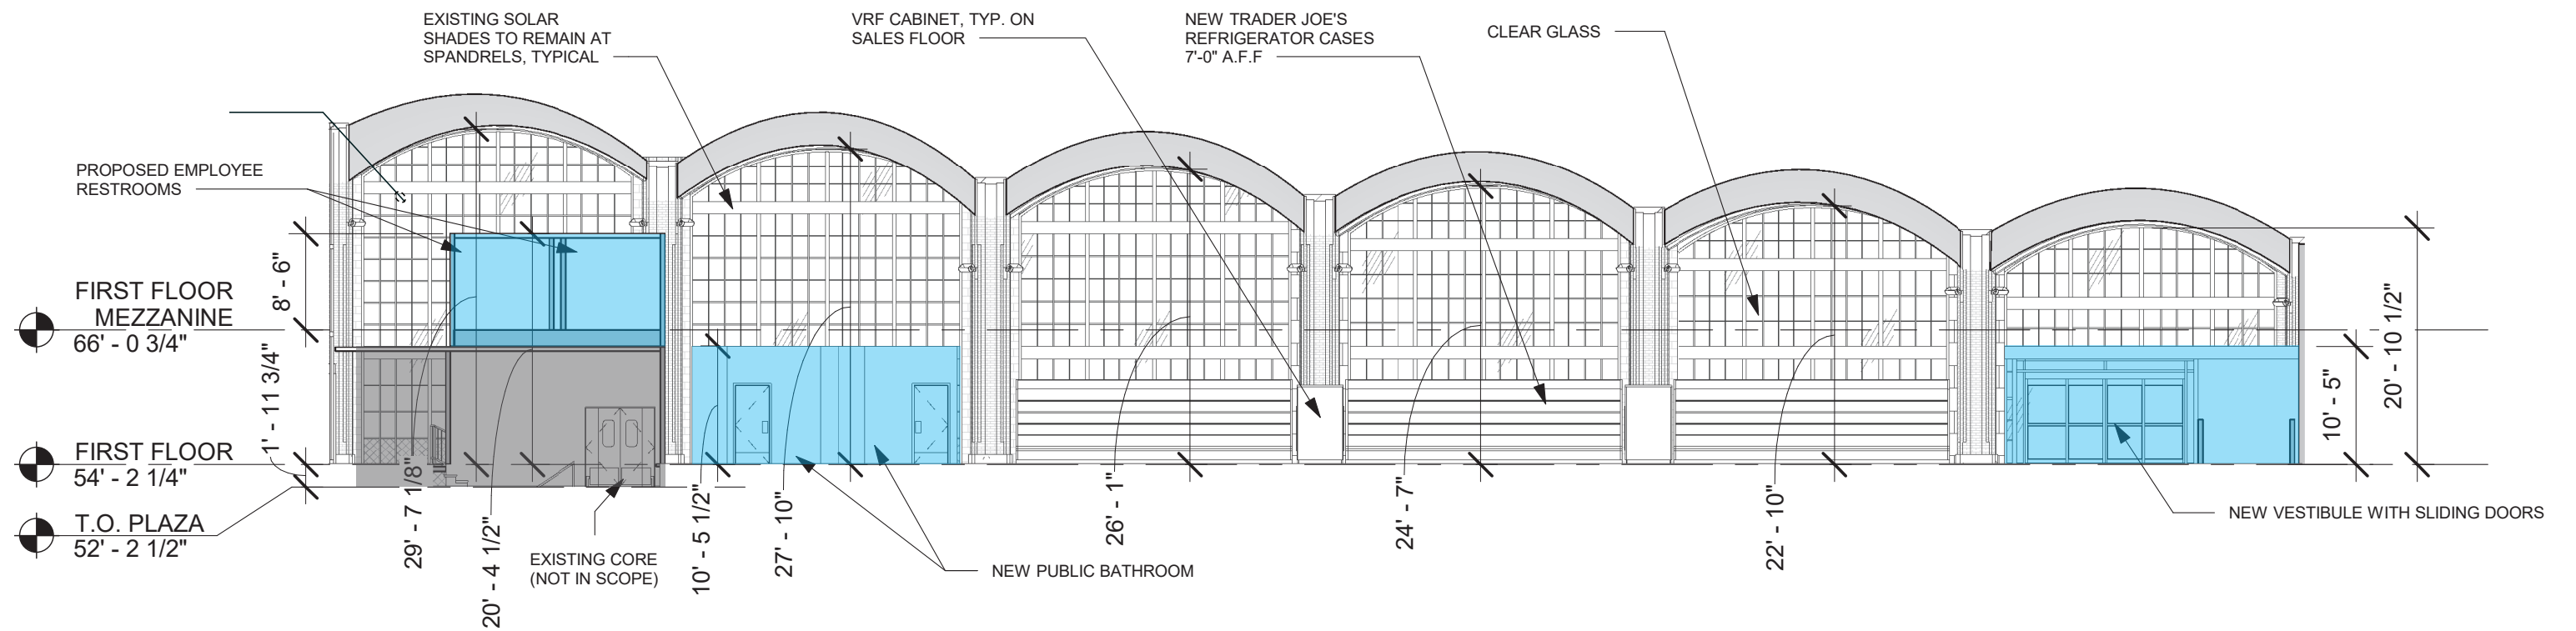 EXISTING SOLAR
SHADES TO REMAIN AT
SPANDRELS, TYPICAL
VRF CABINET, TYP. ON
SALES FLOOR
NEW TRADER JOE'S
REFRIGERATOR CASES
7'-0" A.F.F
CLEAR GLASS
PROPOSED EMPLOYEE
RESTROOMS
8' - 6"
FIRST FLOOR
MEZZANINE
66' - 0 3/4"
1' - 11 3/4"
FIRST FLOOR
54' - 2 1/4"
T.O. PLAZA
52' - 2 1/2"
29' - 7 1/8"
20' - 4 1/2"
EXISTING CORE
(NOT IN SCOPE)
10' - 5 1/2"
27' - 10"
NEW PUBLIC BATHROOM
26' - 1"
24' - 7"
22' - 10"
10' - 5"
20' - 10 1/2"
NEW VESTIBULE WITH SLIDING DOORS